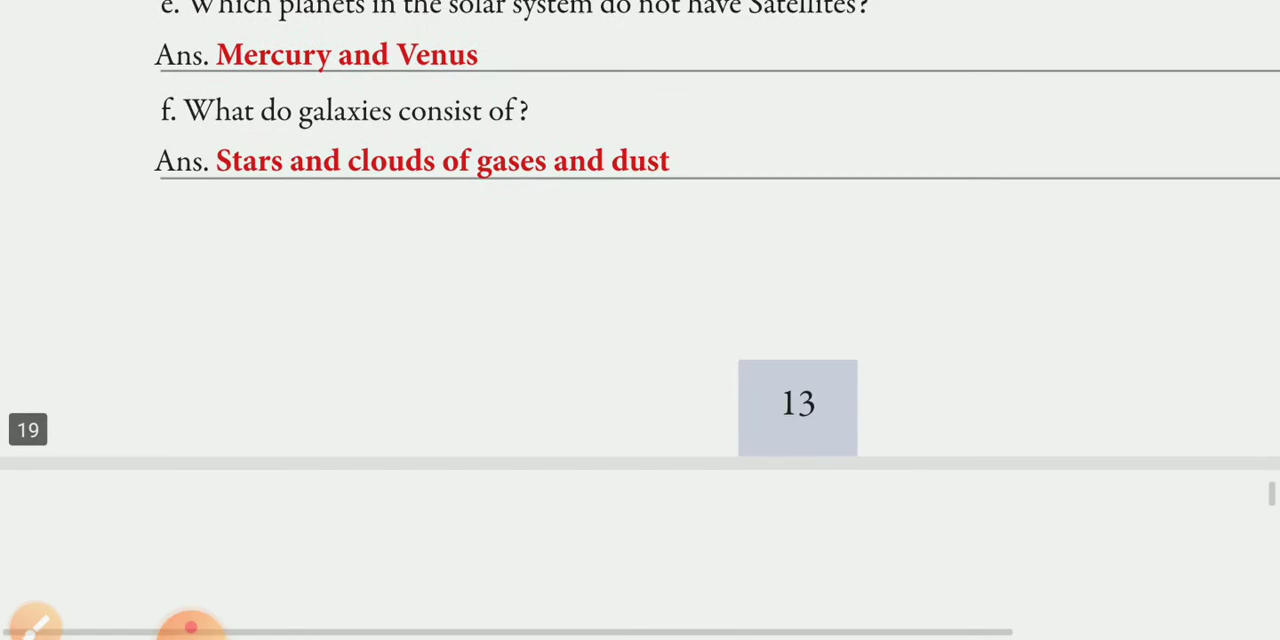 e. Which planets in the solar system do not have Satellites?
Ans. Mercury and Venus
f. What do galaxies consist of?
Ans. Stars and clouds of gases and dust
13
19